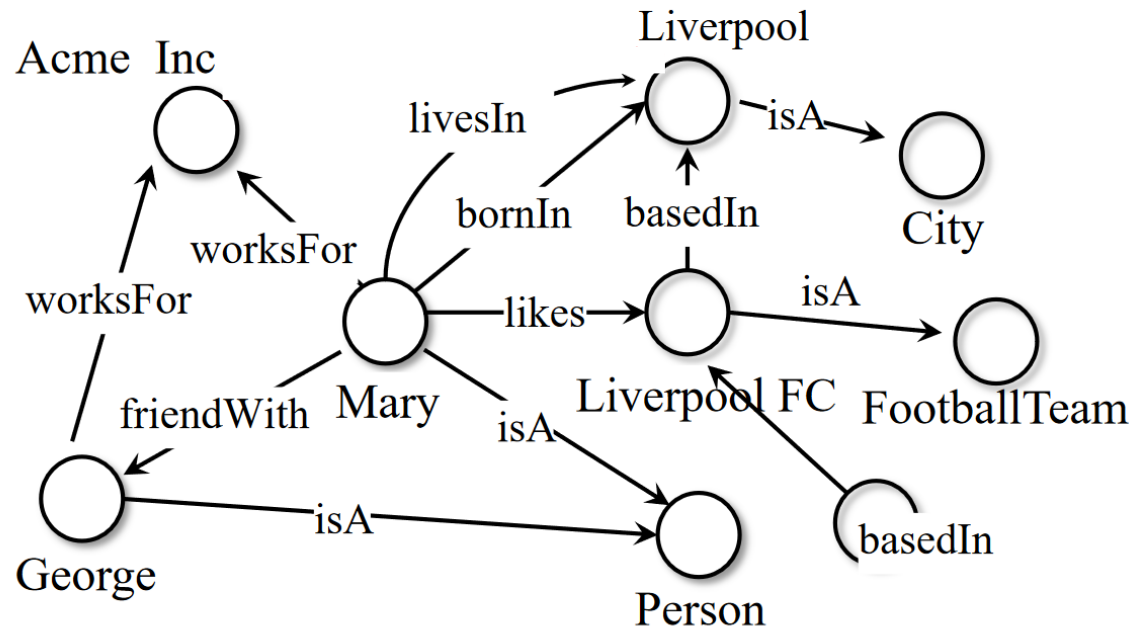 Liverpool
Acme Inc
livesIn
isA
bornIn
basedIn
City
worksFor
worksFor
likes
isA
Liverpool FC
FootballTeam
Mary
friendWith
isA
isA
basedIn
George
Person